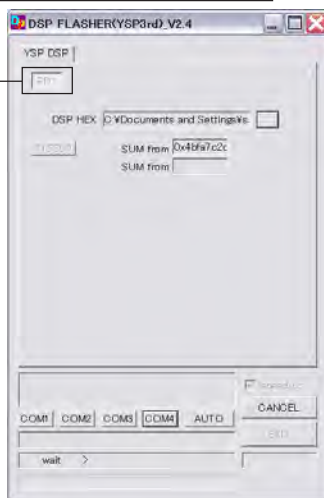 DSP FLASHER(YSP3rd)_V2.4
YSP DSP
DSP HEX C:¥Documents and Settings¥s
SUM from 0x4bfa7c2c
SUM from
COM1 COM2 COM3 COM4 AUTO
CANCEL
wait >